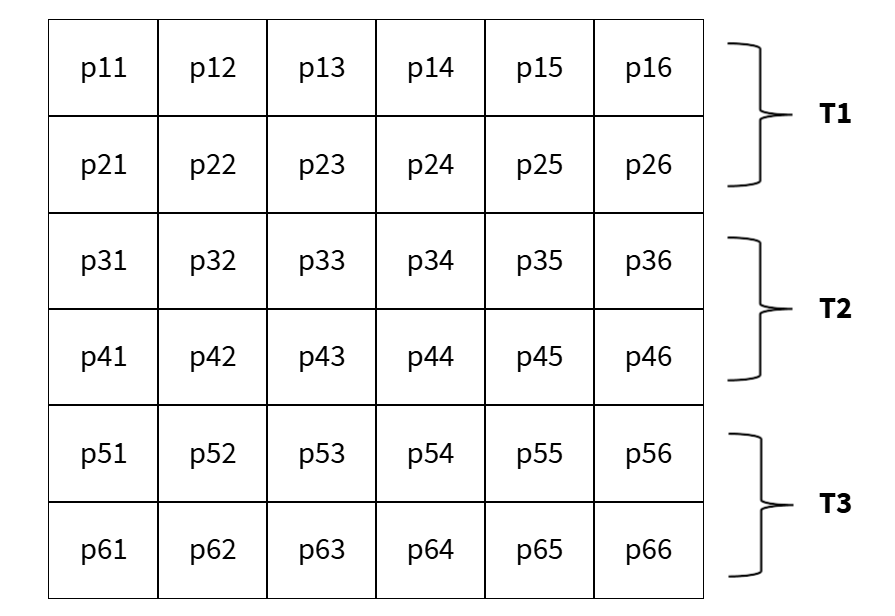 p11 p12 p13 p14 p15 p16
T1
p21 p22 p23 p24 p25 p26
p31 p32 p33 p34 p35 p36
T2
p41 p42 p43 p44 p45 p46
p51 p52 p53 p54 p55 p56
T3
p61 p62 p63 p64 p65 p66